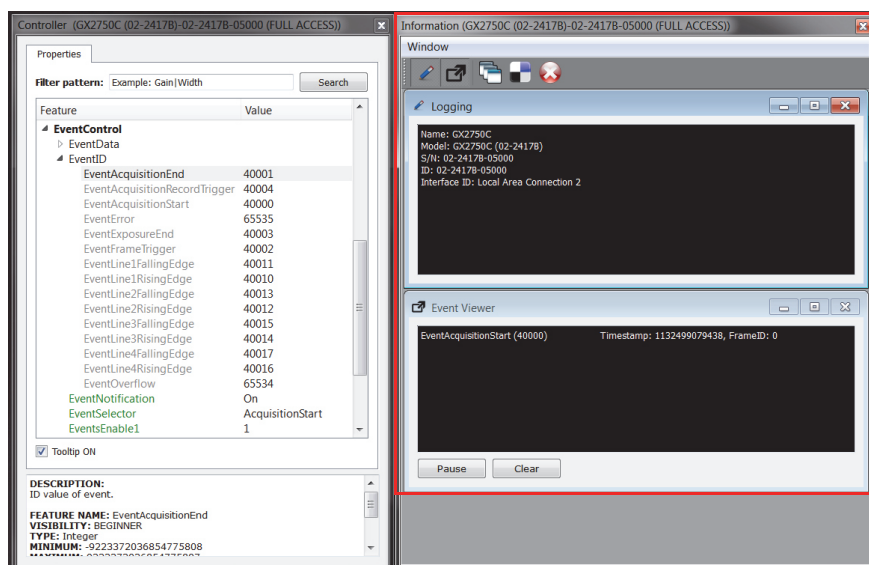 Controller (GX2750C (02-2417B)-02-2417B-05000 (FULL ACCESS))
Properties
Filter pattern: Example: Gain|Width Search
Feature Value
EventControl
EventData
EventID
EventAcquisitionEnd 40001
EventAcquisitionRecordTrigger 40004
EventAcquisitionStart 40000
EventError 65535
EventExposureEnd 40003
EventFrameTrigger 40002
EventLine1FallingEdge 40011
EventLine1RisingEdge 40010
EventLine2FallingEdge 40013
EventLine2RisingEdge 40012
EventLine3FallingEdge 40015
EventLine3RisingEdge 40014
EventLine4FallingEdge 40017
EventLine4RisingEdge 40016
EventOverflow 65534
EventNotification On
EventSelector AcquisitionStart
EventsEnable1 1
Tooltip ON
DESCRIPTION:
ID value of event.
FEATURE NAME: EventAcquisitionEnd
VISIBILITY: BEGINNER
TYPE: Integer
MINIMUM: -9223372036854775808
MAXIMUM: 9223372036854775807
Information (GX2750C (02-2417B)-02-2417B-05000 (FULL ACCESS))
Window
Logging
Name: GX2750C
Model: GX2750C (02-2417B)
S/N: 02-2417B-05000
ID: 02-2417B-05000
Interface ID: Local Area Connection 2
Event Viewer
EventAcquisitionStart (40000) Timestamp: 1132499079438, FrameID: 0
Pause Clear